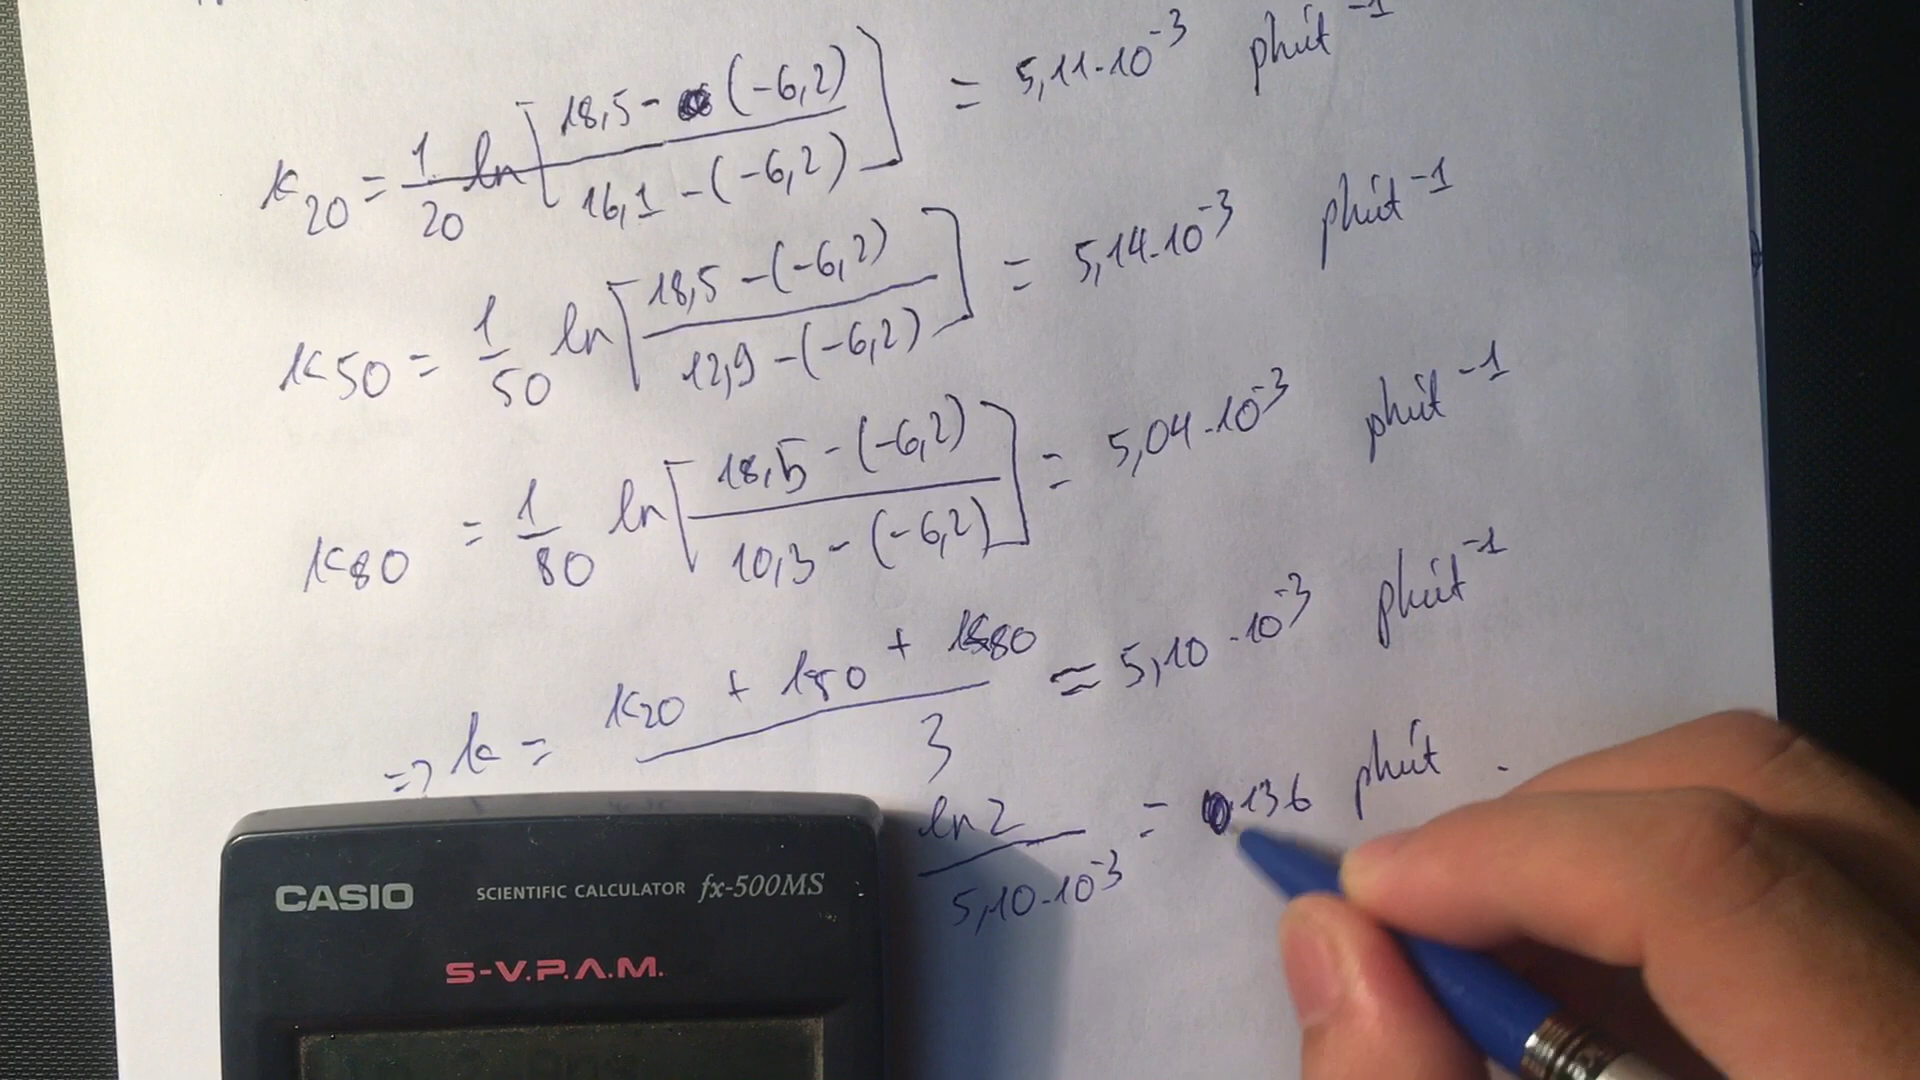 k20 = 1/20 ln[18,5 - (-6,2) / 16,1 - (-6,2)] = 5,11.10^-3 phút^-1
k50 = 1/50 ln[18,5 - (-6,2) / 12,9 - (-6,2)] = 5,14.10^-3 phút^-1
k80 = 1/80 ln[18,5 - (-6,2) / 10,3 - (-6,2)] = 5,04.10^-3 phút^-1
=> k = k20 + k50 + k80 / 3 ≈ 5,10.10^-3 phút^-1
ln2 / 5,10.10^-3 = 136 phút.
CASIO SCIENTIFIC CALCULATOR fx-500MS
S-V.P.A.M.